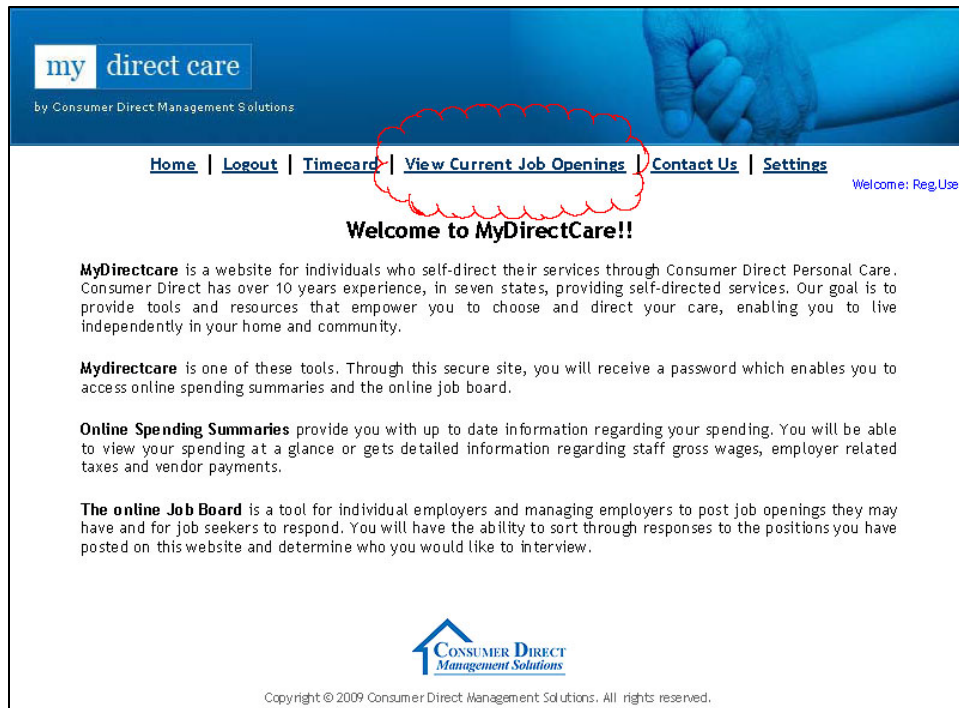 my direct care
by Consumer Direct Management Solutions
Home | Logout | Timecard | View Current Job Openings | Contact Us | Settings
Welcome: Reg.Use
Welcome to MyDirectCare!!
MyDirectcare is a website for individuals who self-direct their services through Consumer Direct Personal Care.
Consumer Direct has over 10 years experience, in seven states, providing self-directed services. Our goal is to
provide tools and resources that empower you to choose and direct your care, enabling you to live
independently in your home and community.
Mydirectcare is one of these tools. Through this secure site, you will receive a password which enables you to
access online spending summaries and the online job board.
Online Spending Summaries provide you with up to date information regarding your spending. You will be able
to view your spending at a glance or gets detailed information regarding staff gross wages, employer related
taxes and vendor payments.
The online Job Board is a tool for individual employers and managing employers to post job openings they may
have and for job seekers to respond. You will have the ability to sort through responses to the positions you have
posted on this website and determine who you would like to interview.
CONSUMER DIRECT
Management Solutions
Copyright © 2009 Consumer Direct Management Solutions. All rights reserved.